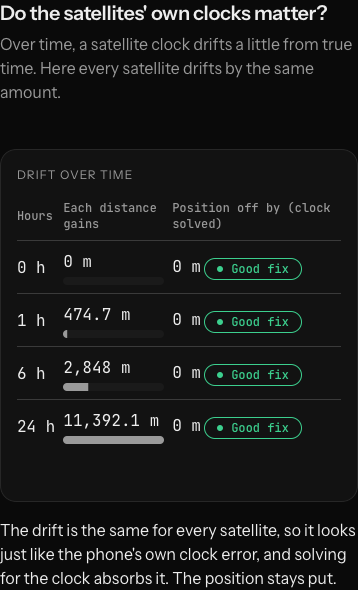 Do the satellites' own clocks matter?
Over time, a satellite clock drifts a little from true
time. Here every satellite drifts by the same
amount.
DRIFT OVER TIME
Hours Each distance gains Position off by (clock solved)
0 h 0 m 0 m Good fix
1 h 474.7 m 0 m Good fix
6 h 2,848 m 0 m Good fix
24 h 11,392.1 m 0 m Good fix
The drift is the same for every satellite, so it looks
just like the phone's own clock error, and solving
for the clock absorbs it. The position stays put.